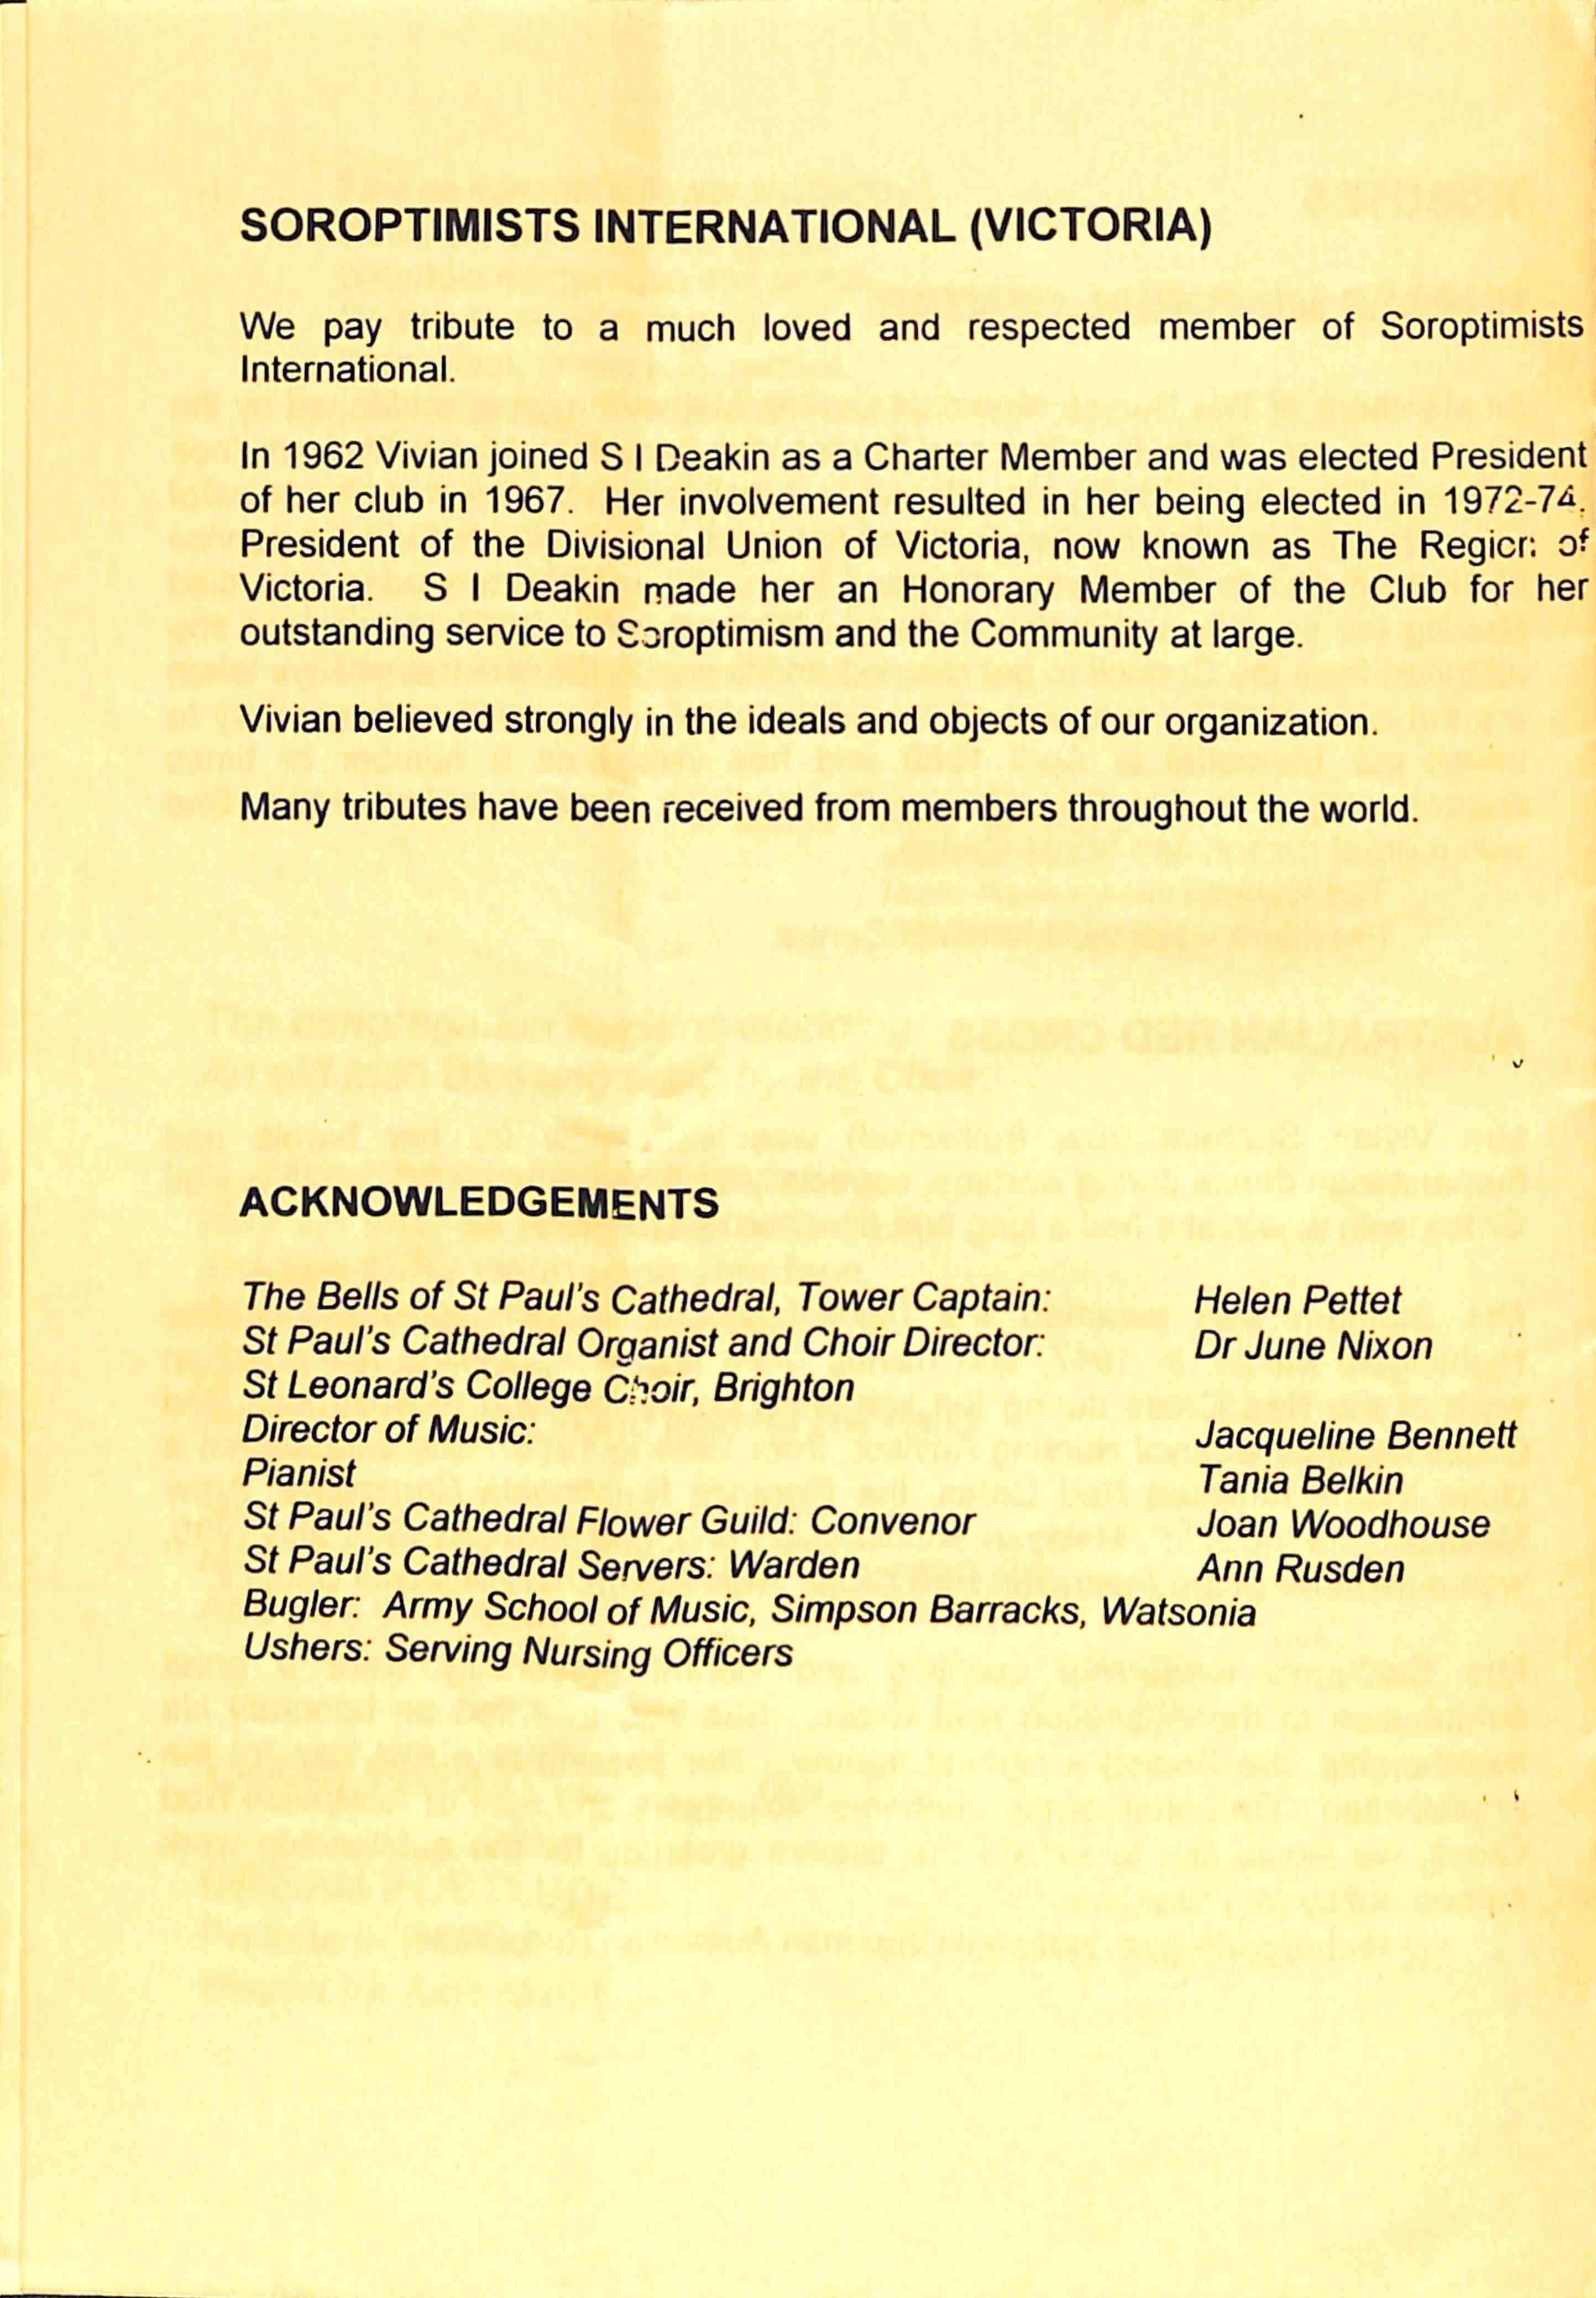 SOROPTIMISTS INTERNATIONAL (VICTORIA)
We pay tribute to a much loved and respected member of Soroptimists
International.
In 1962 Vivian joined S I Deakin as a Charter Member and was elected President
of her club in 1967. Her involvement resulted in her being elected in 1972-74.
President of the Divisional Union of Victoria, now known as The Region of
Victoria. S I Deakin made her an Honorary Member of the Club for her
outstanding service to Soroptimism and the Community at large.
Vivian believed strongly in the ideals and objects of our organization.
Many tributes have been received from members throughout the world.
ACKNOWLEDGEMENTS
The Bells of St Paul's Cathedral, Tower Captain: Helen Pettet
St Paul's Cathedral Organist and Choir Director: Dr June Nixon
St Leonard's College Choir, Brighton
Director of Music: Jacqueline Bennett
Pianist Tania Belkin
St Paul's Cathedral Flower Guild: Convenor Joan Woodhouse
St Paul's Cathedral Servers: Warden Ann Rusden
Bugler: Army School of Music, Simpson Barracks, Watsonia
Ushers: Serving Nursing Officers